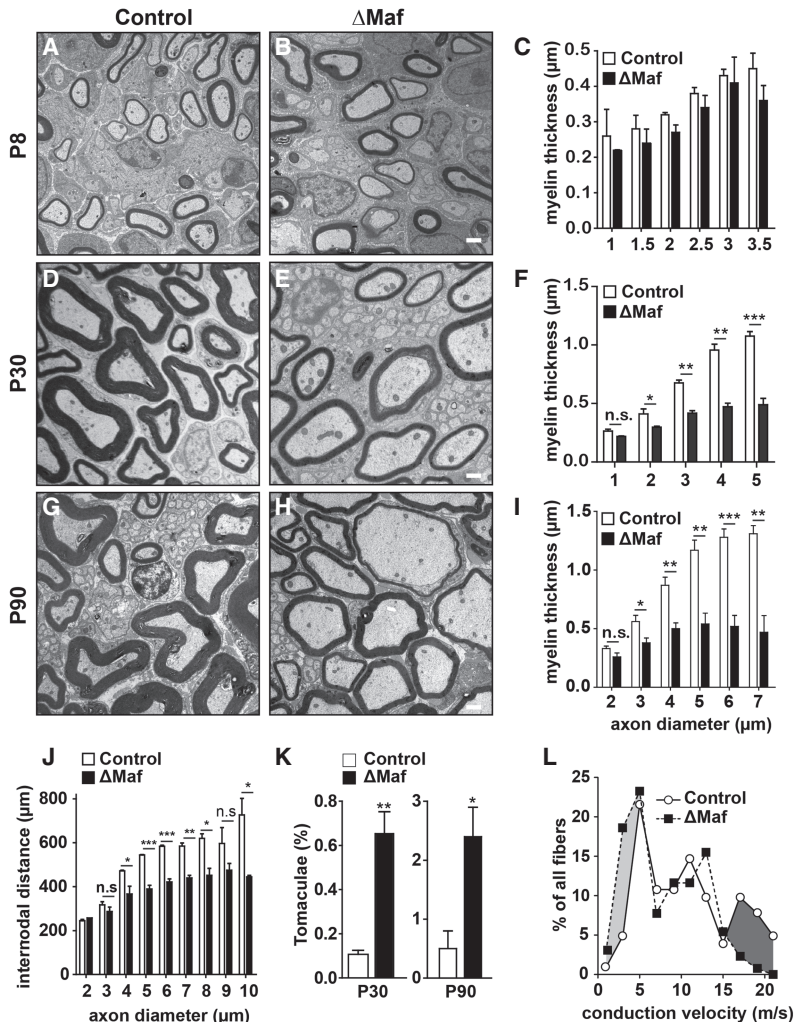 Control
ΔMaf
P8
A
B
C
myelin thickness (µm)
0.5
0.4
0.3
0.2
0.1
0.0
Control
ΔMaf
1 1.5 2 2.5 3 3.5
P30
D
E
F
myelin thickness (µm)
1.5
1.0
0.5
0.0
Control
ΔMaf
n.s. * ** ** ***
1 2 3 4 5
P90
G
H
I
myelin thickness (µm)
1.5
1.0
0.5
0.0
Control
ΔMaf
n.s. * ** ** *** **
2 3 4 5 6 7
axon diameter (µm)
J
Control
ΔMaf
internodal distance (µm)
800
600
400
200
0
n.s * *** *** ** * n.s *
2 3 4 5 6 7 8 9 10
axon diameter (µm)
K
Control
ΔMaf
Tomaculae (%)
0.8
0.6
0.4
0.2
0.0
**
P30
3
2
1
0
*
P90
L
Control
ΔMaf
% of all fibers
25
20
15
10
5
0
0 5 10 15 20
conduction velocity (m/s)